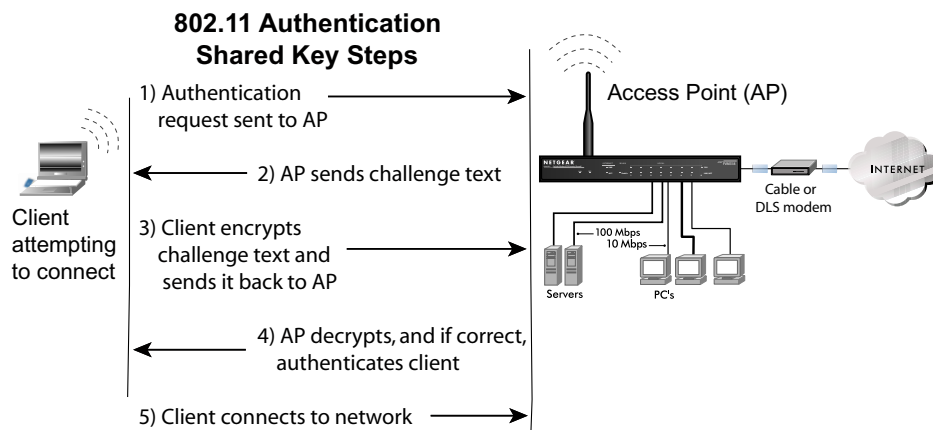 802.11 Authentication
Shared Key Steps
1) Authentication
request sent to AP
Access Point (AP)
2) AP sends challenge text
NETGEAR
INTERNET
Cable or
DLS modem
Client
attempting
to connect
3) Client encrypts
challenge text and
sends it back to AP
100 Mbps
10 Mbps
Servers
PC's
4) AP decrypts, and if correct,
authenticates client
5) Client connects to network